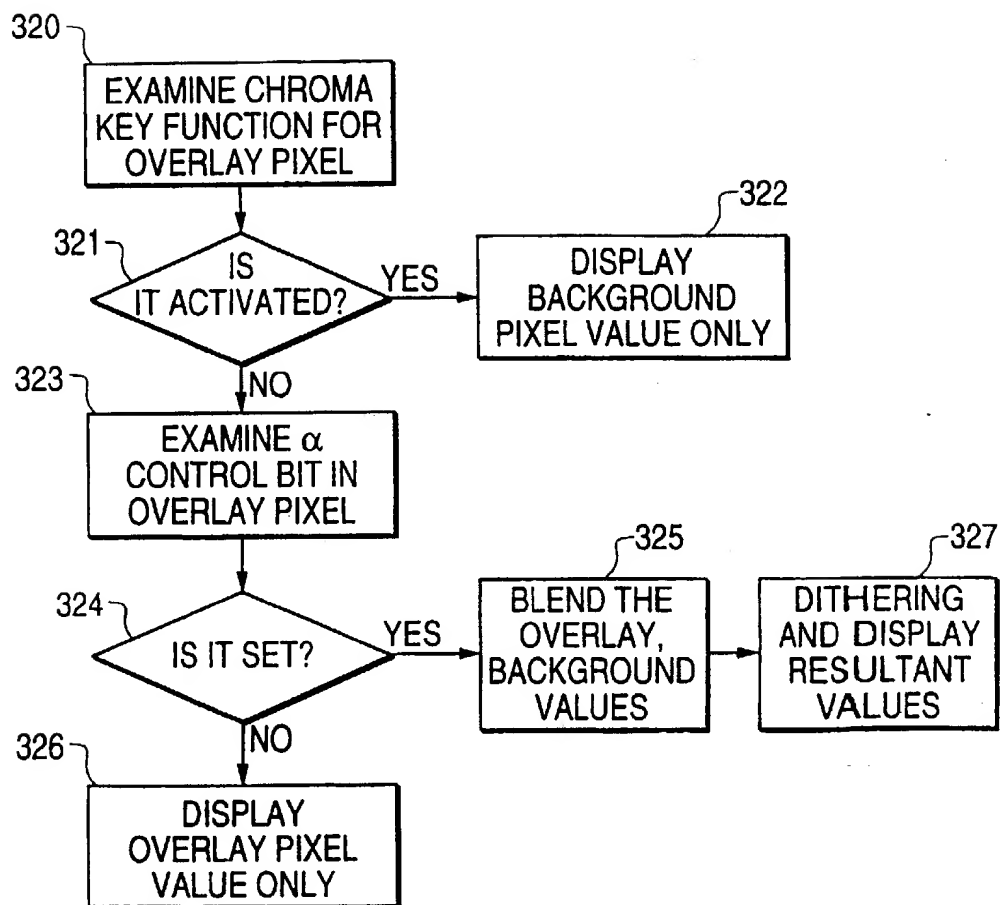 320
EXAMINE CHROMA
KEY FUNCTION FOR
OVERLAY PIXEL
321
IS
IT ACTIVATED?
YES
322
DISPLAY
BACKGROUND
PIXEL VALUE ONLY
NO
323
EXAMINE α
CONTROL BIT IN
OVERLAY PIXEL
324
IS IT SET?
YES
325
BLEND THE
OVERLAY,
BACKGROUND
VALUES
327
DITHERING
AND DISPLAY
RESULTANT
VALUES
NO
326
DISPLAY
OVERLAY PIXEL
VALUE ONLY